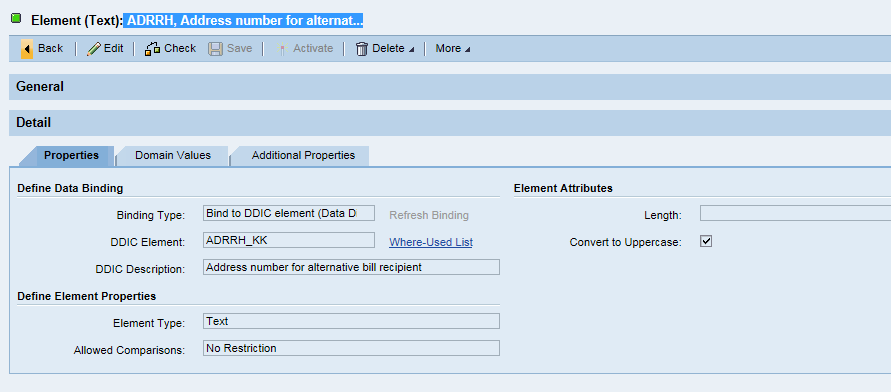 Element (Text): ADRRH, Address number for alternat...
Back Edit Check Save Activate Delete More
General
Detail
Properties Domain Values Additional Properties
Define Data Binding Element Attributes
Binding Type: Bind to DDIC element (Data D Refresh Binding Length:
DDIC Element: ADRRH_KK Where-Used List Convert to Uppercase:
DDIC Description: Address number for alternative bill recipient
Define Element Properties
Element Type: Text
Allowed Comparisons: No Restriction